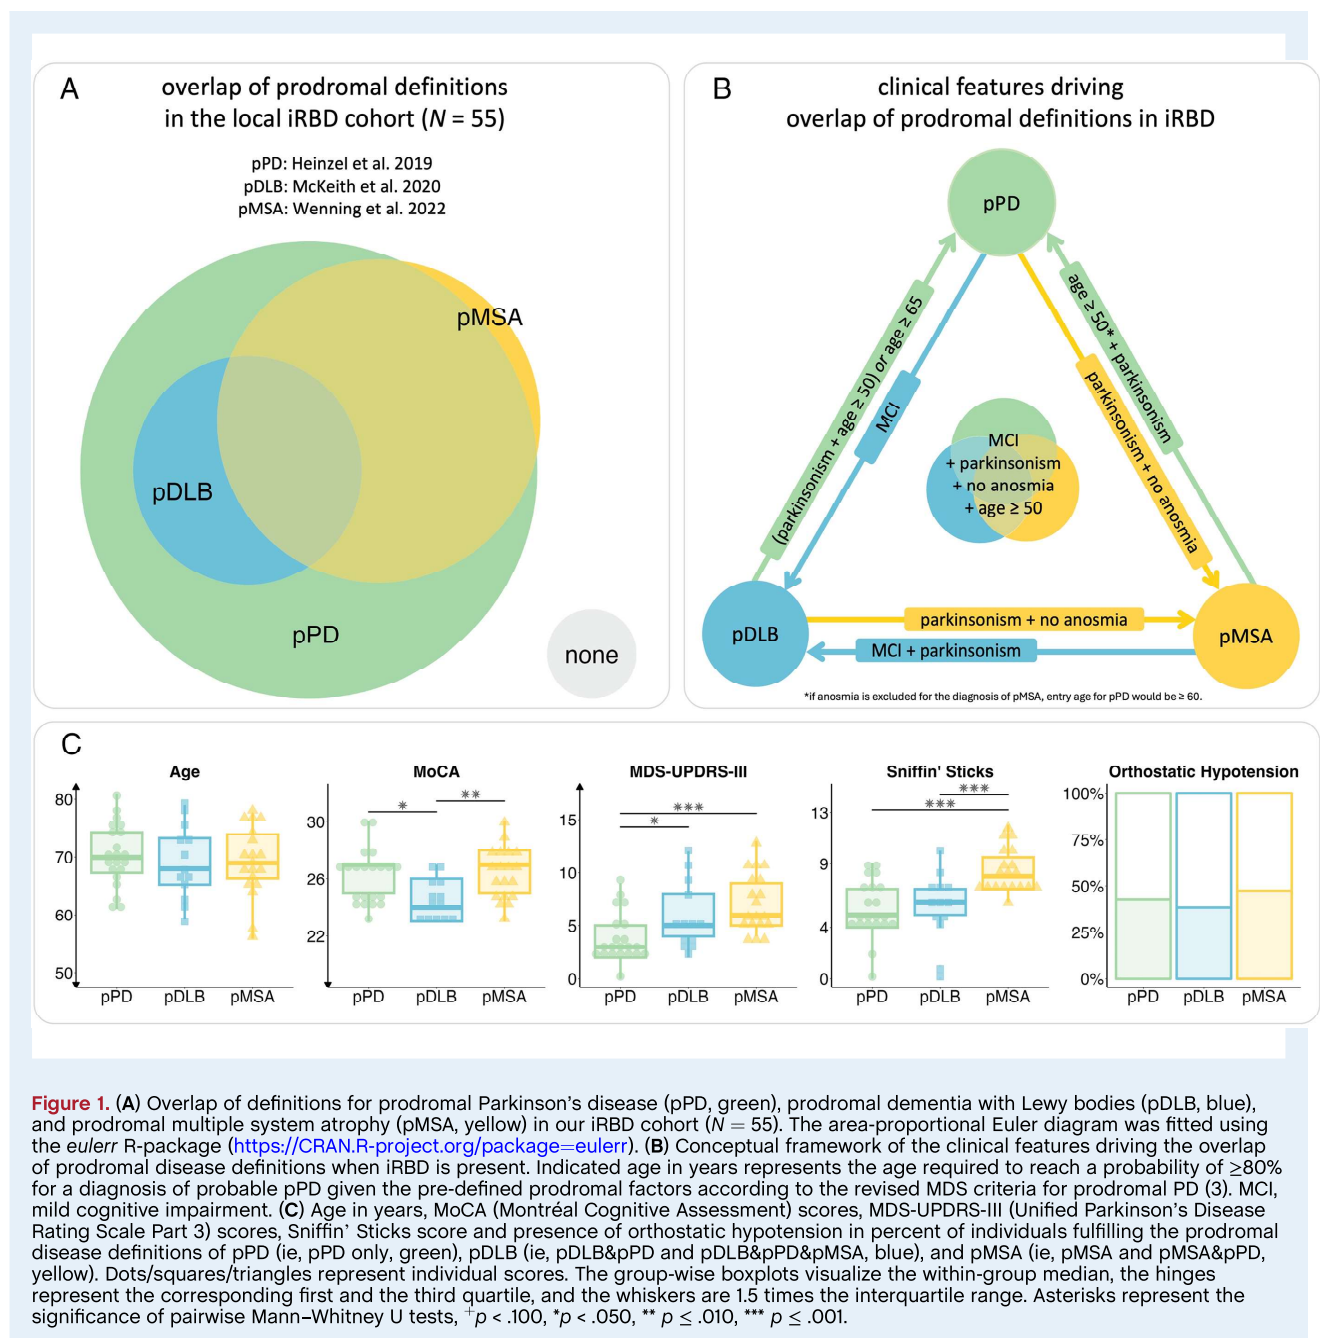 A
overlap of prodromal definitions
in the local iRBD cohort (N = 55)
pPD: Heinzel et al. 2019
pDLB: McKeith et al. 2020
pMSA: Wenning et al. 2022
pMSA
pDLB
pPD
none
B
clinical features driving
overlap of prodromal definitions in iRBD
pPD
(parkinsonism + age ≥ 50) or age ≥ 65
MCI
age ≥ 50* + parkinsonism
parkinsonism + no anosmia
MCI
+ parkinsonism
+ no anosmia
+ age ≥ 50
pDLB
parkinsonism + no anosmia
MCI + parkinsonism
pMSA
*if anosmia is excluded for the diagnosis of pMSA, entry age for pPD would be ≥ 60.
C
Age
80
70
60
50
pPD pDLB pMSA
MoCA
* **
30
26
22
pPD pDLB pMSA
MDS-UPDRS-III
***
*
15
10
5
0
pPD pDLB pMSA
Sniffin' Sticks
***
***
13
9
4
0
pPD pDLB pMSA
Orthostatic Hypotension
100%
75%
50%
25%
0%
pPD pDLB pMSA
Figure 1. (A) Overlap of definitions for prodromal Parkinson's disease (pPD, green), prodromal dementia with Lewy bodies (pDLB, blue),
and prodromal multiple system atrophy (pMSA, yellow) in our iRBD cohort (N = 55). The area-proportional Euler diagram was fitted using
the eulerr R-package (https://CRAN.R-project.org/package=eulerr). (B) Conceptual framework of the clinical features driving the overlap
of prodromal disease definitions when iRBD is present. Indicated age in years represents the age required to reach a probability of ≥80%
for a diagnosis of probable pPD given the pre-defined prodromal factors according to the revised MDS criteria for prodromal PD (3). MCI,
mild cognitive impairment. (C) Age in years, MoCA (Montréal Cognitive Assessment) scores, MDS-UPDRS-III (Unified Parkinson's Disease
Rating Scale Part 3) scores, Sniffin' Sticks score and presence of orthostatic hypotension in percent of individuals fulfilling the prodromal
disease definitions of pPD (ie, pPD only, green), pDLB (ie, pDLB&pPD and pDLB&pPD&pMSA, blue), and pMSA (ie, pMSA and pMSA&pPD,
yellow). Dots/squares/triangles represent individual scores. The group-wise boxplots visualize the within-group median, the hinges
represent the corresponding first and the third quartile, and the whiskers are 1.5 times the interquartile range. Asterisks represent the
significance of pairwise Mann–Whitney U tests, +p < .100, *p < .050, ** p ≤ .010, *** p ≤ .001.